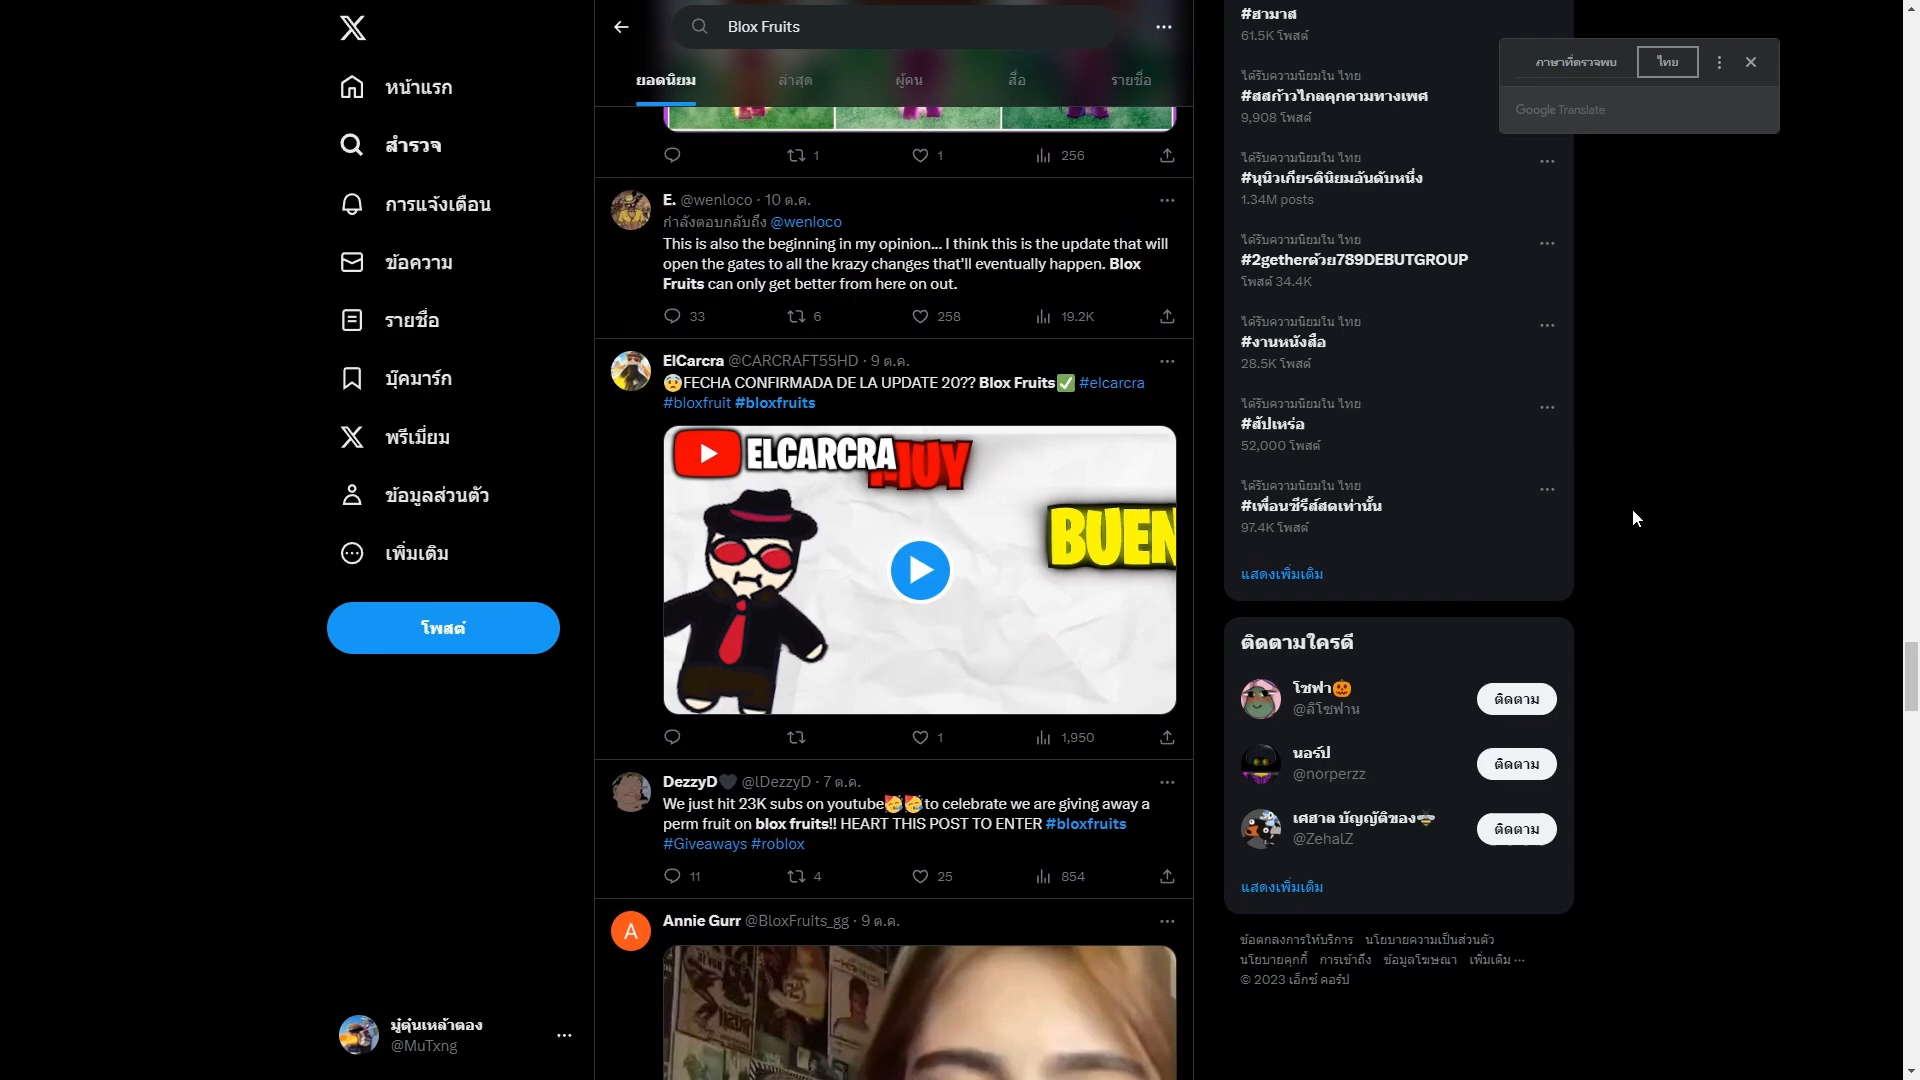 หน้าแรก
สำรวจ
การแจ้งเตือน
ข้อความ
รายชื่อ
บุ๊คมาร์ก
พรีเมี่ยม
ข้อมูลส่วนตัว
เพิ่มเติม
โพสต์
มู๋ตุ๋นเหล้าตอง
@MuTxng
Blox Fruits
ยอดนิยม ล่าสุด ผู้คน สื่อ รายชื่อ
1 1 256
E. @wenloco · 10 ต.ค.
กำลังตอบกลับถึง @wenloco
This is also the beginning in my opinion... I think this is the update that will
open the gates to all the krazy changes that'll eventually happen. Blox
Fruits can only get better from here on out.
33 6 258 19.2K
ElCarcra @CARCRAFT55HD · 9 ต.ค.
😨FECHA CONFIRMADA DE LA UPDATE 20?? Blox Fruits✅ #elcarcra
#bloxfruit #bloxfruits
ELCARCRA
MUY
BUEN
1 1,950
DezzyD🖤 @lDezzyD · 7 ต.ค.
We just hit 23K subs on youtube🥳🥳to celebrate we are giving away a
perm fruit on blox fruits!! HEART THIS POST TO ENTER #bloxfruits
#Giveaways #roblox
11 4 25 854
A
Annie Gurr @BloxFruits_gg · 9 ต.ค.
#ฮามาส
61.5K โพสต์
ได้รับความนิยมใน ไทย
#สสก้าวไกลคุกคามทางเพศ
9,908 โพสต์
ได้รับความนิยมใน ไทย
#นุนิวเกียรตินิยมอันดับหนึ่ง
1.34M posts
ได้รับความนิยมใน ไทย
#2getherด้วย789DEBUTGROUP
โพสต์ 34.4K
ได้รับความนิยมใน ไทย
#งานหนังสือ
28.5K โพสต์
ได้รับความนิยมใน ไทย
#สัปเหร่อ
52,000 โพสต์
ได้รับความนิยมใน ไทย
#เพื่อนซีรีส์สดเท่านั้น
97.4K โพสต์
แสดงเพิ่มเติม
ติดตามใครดี
โซฟา🎃
@ลิโซฟาน
ติดตาม
นอร์ป
@norperzz
ติดตาม
เศฮาล บัญญัติของ🐝
@ZehalZ
ติดตาม
แสดงเพิ่มเติม
ข้อตกลงการให้บริการ นโยบายความเป็นส่วนตัว
นโยบายคุกกี้ การเข้าถึง ข้อมูลโฆษณา เพิ่มเติม ···
© 2023 เอ็กซ์ คอร์ป
ภาษาที่ตรวจพบ ไทย
Google Translate